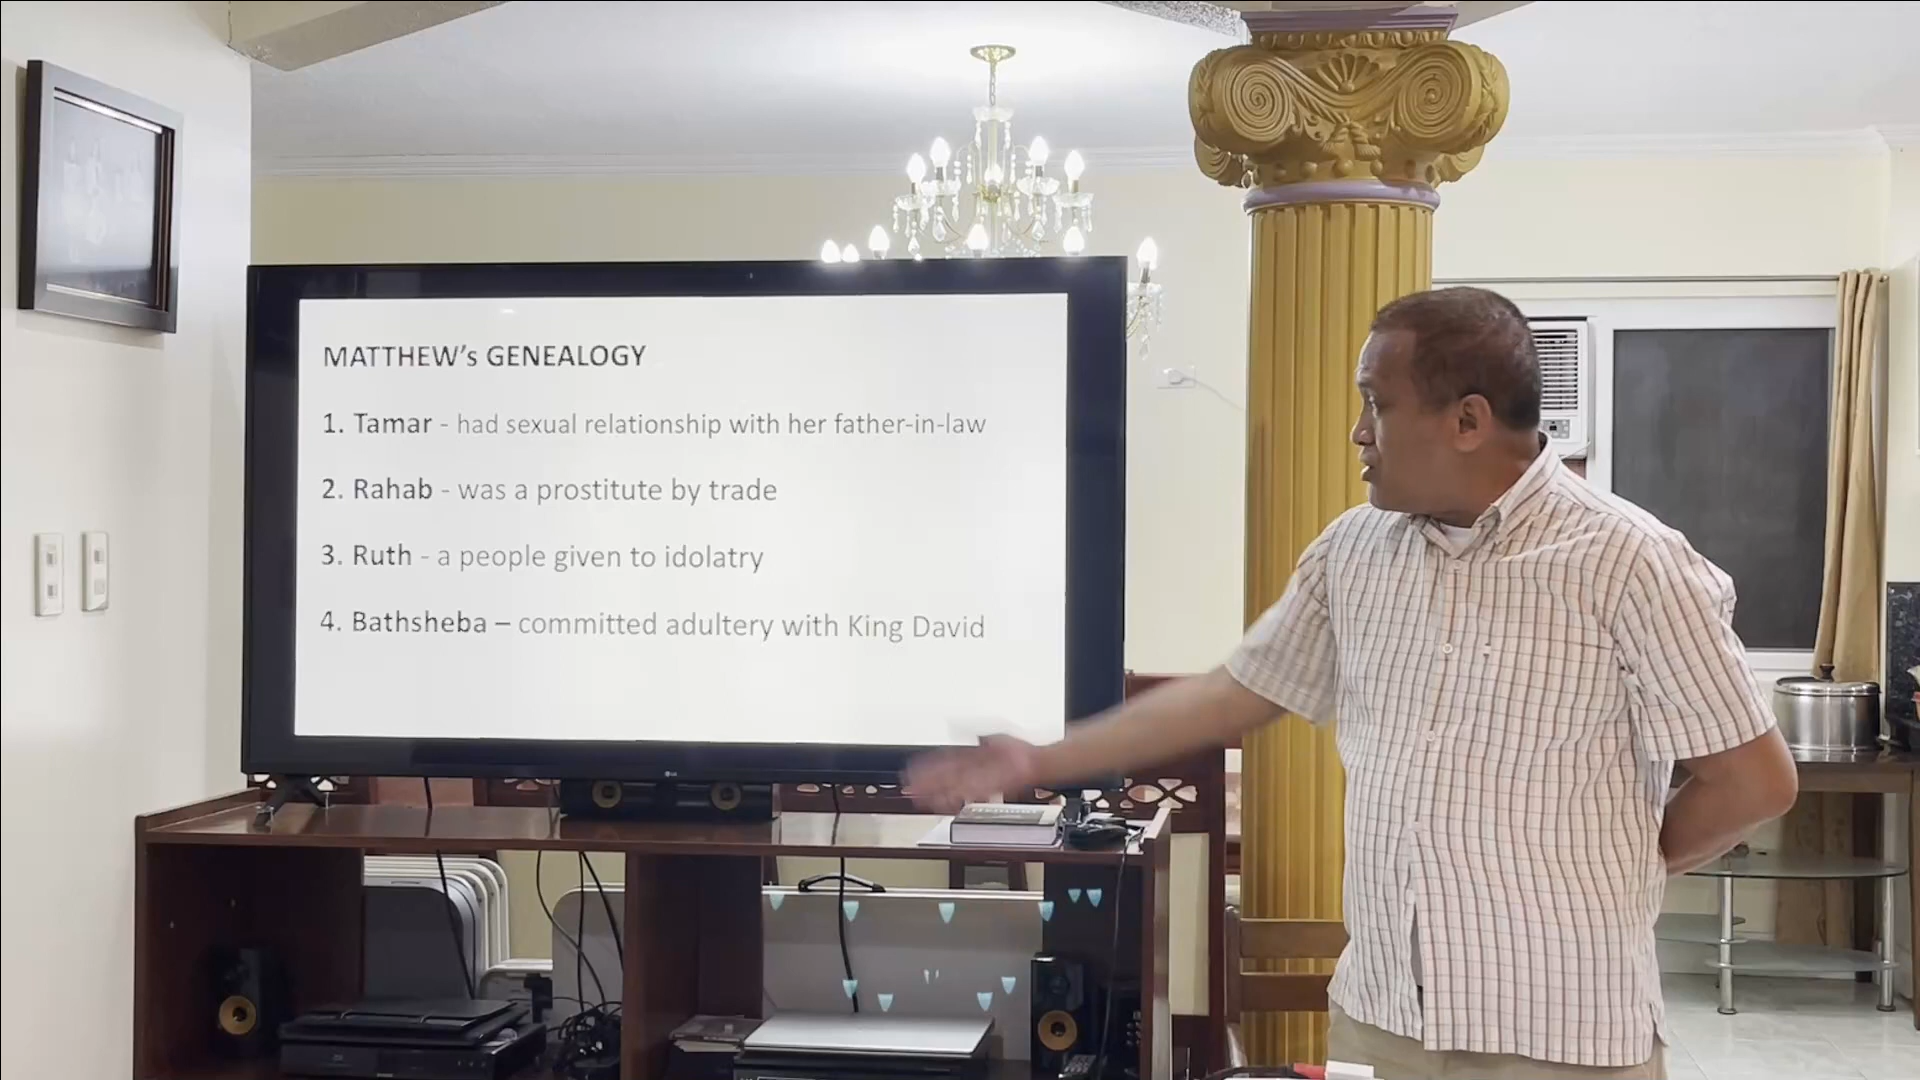 MATTHEW's GENEALOGY
1. Tamar - had sexual relationship with her father-in-law
2. Rahab - was a prostitute by trade
3. Ruth - a people given to idolatry
4. Bathsheba – committed adultery with King David
LG